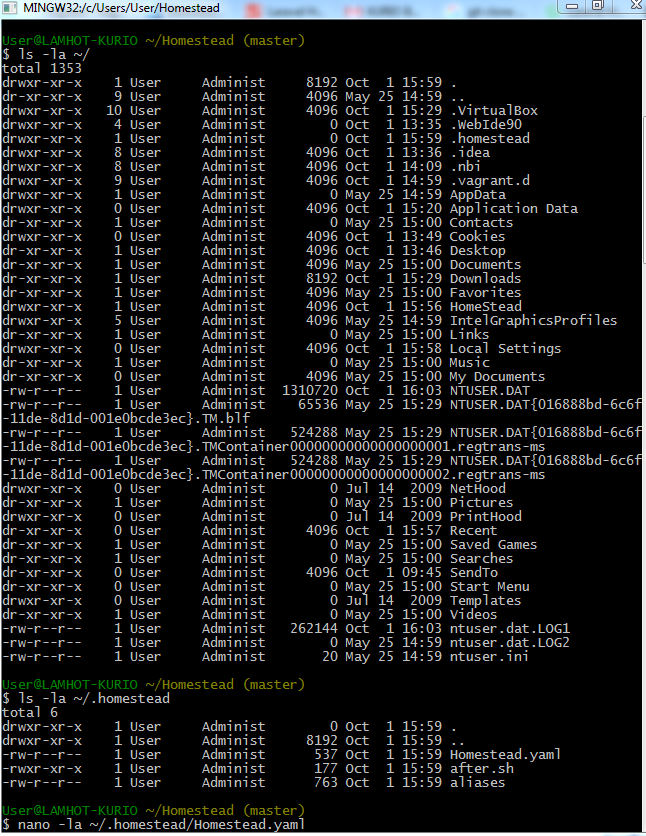 MINGW32:/c/Users/User/Homestead
User@LAMHOT-KURIO ~/Homestead (master)
$ ls -la ~/
total 1353
drwxr-xr-x    1 User     Administ     8192 Oct  1 15:59 .
dr-xr-xr-x    9 User     Administ     4096 May 25 14:59 ..
drwxr-xr-x   10 User     Administ     4096 Oct  1 15:29 .VirtualBox
drwxr-xr-x    4 User     Administ        0 Oct  1 13:35 .WebIde90
drwxr-xr-x    1 User     Administ        0 Oct  1 15:59 .homestead
drwxr-xr-x    8 User     Administ     4096 Oct  1 13:36 .idea
drwxr-xr-x    8 User     Administ     4096 Oct  1 14:09 .nbi
drwxr-xr-x    9 User     Administ     4096 Oct  1 14:59 .vagrant.d
drwxr-xr-x    1 User     Administ        0 May 25 14:59 AppData
drwxr-xr-x    0 User     Administ     4096 Oct  1 15:20 Application Data
dr-xr-xr-x    1 User     Administ        0 May 25 15:00 Contacts
drwxr-xr-x    0 User     Administ     4096 Oct  1 13:49 Cookies
dr-xr-xr-x    1 User     Administ     4096 Oct  1 13:46 Desktop
dr-xr-xr-x    1 User     Administ     4096 May 25 15:00 Documents
dr-xr-xr-x    1 User     Administ     8192 Oct  1 15:29 Downloads
dr-xr-xr-x    1 User     Administ     4096 May 25 15:00 Favorites
drwxr-xr-x    1 User     Administ     4096 Oct  1 15:56 HomeStead
drwxr-xr-x    5 User     Administ     4096 May 25 14:59 IntelGraphicsProfiles
dr-xr-xr-x    1 User     Administ        0 May 25 15:00 Links
drwxr-xr-x    0 User     Administ     4096 Oct  1 15:58 Local Settings
dr-xr-xr-x    1 User     Administ        0 May 25 15:00 Music
dr-xr-xr-x    0 User     Administ     4096 May 25 15:00 My Documents
-rw-r--r--    1 User     Administ  1310720 Oct  1 16:03 NTUSER.DAT
-rw-r--r--    1 User     Administ    65536 May 25 15:29 NTUSER.DAT{016888bd-6c6f
-11de-8d1d-001e0bcde3ec}.TM.blf
-rw-r--r--    1 User     Administ   524288 May 25 15:29 NTUSER.DAT{016888bd-6c6f
-11de-8d1d-001e0bcde3ec}.TMContainer00000000000000000001.regtrans-ms
-rw-r--r--    1 User     Administ   524288 May 25 15:29 NTUSER.DAT{016888bd-6c6f
-11de-8d1d-001e0bcde3ec}.TMContainer00000000000000000002.regtrans-ms
drwxr-xr-x    0 User     Administ        0 Jul 14  2009 NetHood
dr-xr-xr-x    1 User     Administ        0 May 25 15:00 Pictures
drwxr-xr-x    0 User     Administ        0 Jul 14  2009 PrintHood
dr-xr-xr-x    0 User     Administ     4096 Oct  1 15:57 Recent
dr-xr-xr-x    1 User     Administ        0 May 25 15:00 Saved Games
dr-xr-xr-x    1 User     Administ        0 May 25 15:00 Searches
dr-xr-xr-x    0 User     Administ     4096 Oct  1 09:45 SendTo
dr-xr-xr-x    0 User     Administ        0 May 25 15:00 Start Menu
drwxr-xr-x    0 User     Administ        0 Jul 14  2009 Templates
dr-xr-xr-x    1 User     Administ        0 May 25 15:00 Videos
-rw-r--r--    1 User     Administ   262144 Oct  1 16:03 ntuser.dat.LOG1
-rw-r--r--    1 User     Administ        0 May 25 14:59 ntuser.dat.LOG2
-rw-r--r--    1 User     Administ       20 May 25 14:59 ntuser.ini
User@LAMHOT-KURIO ~/Homestead (master)
$ ls -la ~/.homestead
total 6
drwxr-xr-x    1 User     Administ        0 Oct  1 15:59 .
drwxr-xr-x    1 User     Administ     8192 Oct  1 15:59 ..
-rw-r--r--    1 User     Administ      537 Oct  1 15:59 Homestead.yaml
-rw-r--r--    1 User     Administ      177 Oct  1 15:59 after.sh
-rw-r--r--    1 User     Administ      763 Oct  1 15:59 aliases
User@LAMHOT-KURIO ~/Homestead (master)
$ nano -la ~/.homestead/Homestead.yaml